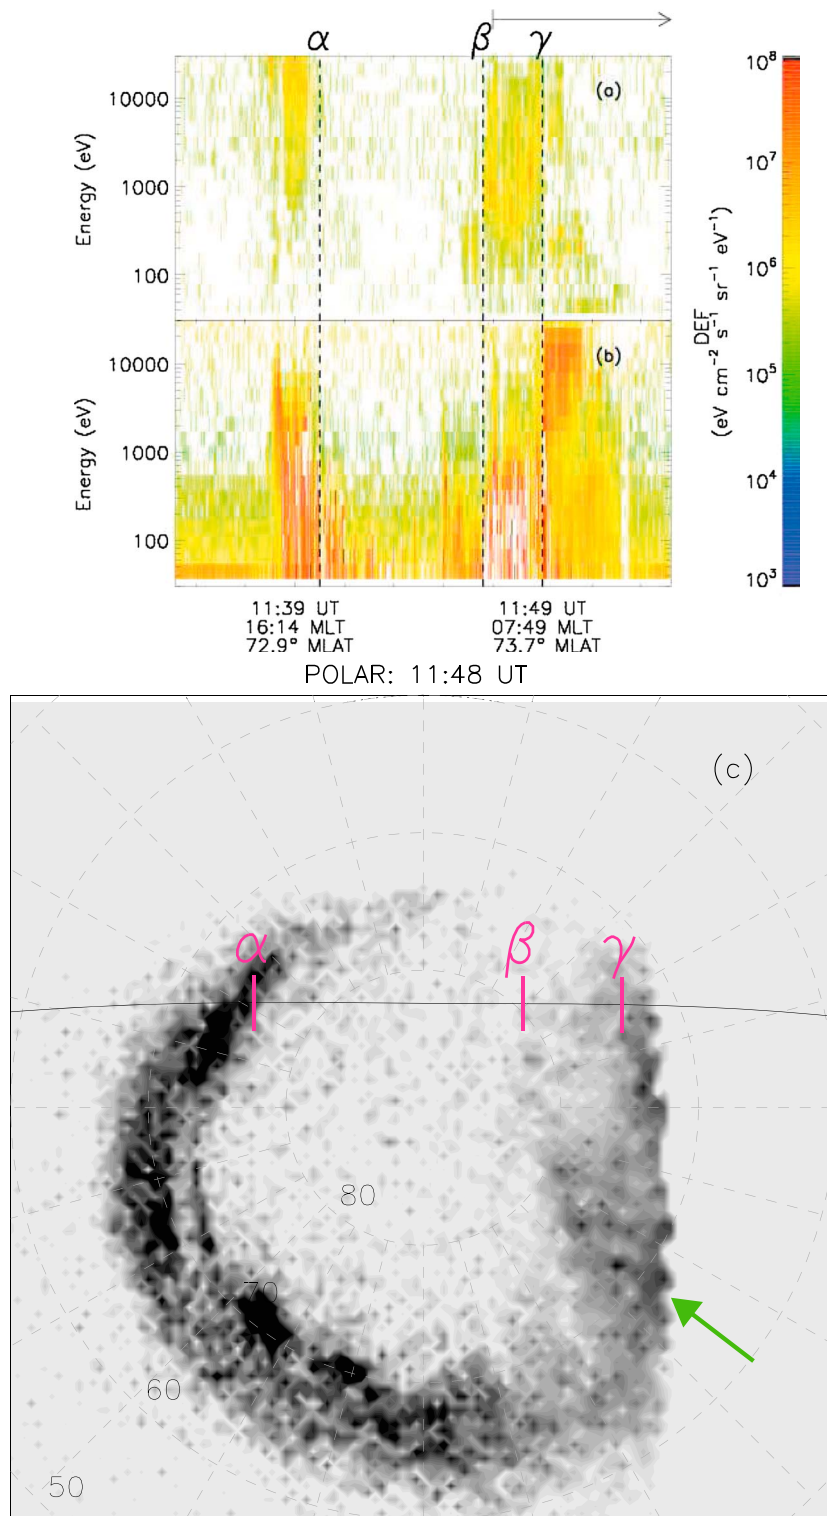 α β γ
(a)
10000
1000
100
Energy (eV)
(b)
10000
1000
100
Energy (eV)
10⁸
10⁷
10⁶
10⁵
10⁴
10³
DEF
(eV cm⁻² s⁻¹ sr⁻¹ eV⁻¹)
11:39 UT
16:14 MLT
72.9° MLAT
11:49 UT
07:49 MLT
73.7° MLAT
POLAR: 11:48 UT
(c)
α β γ
80
70
60
50